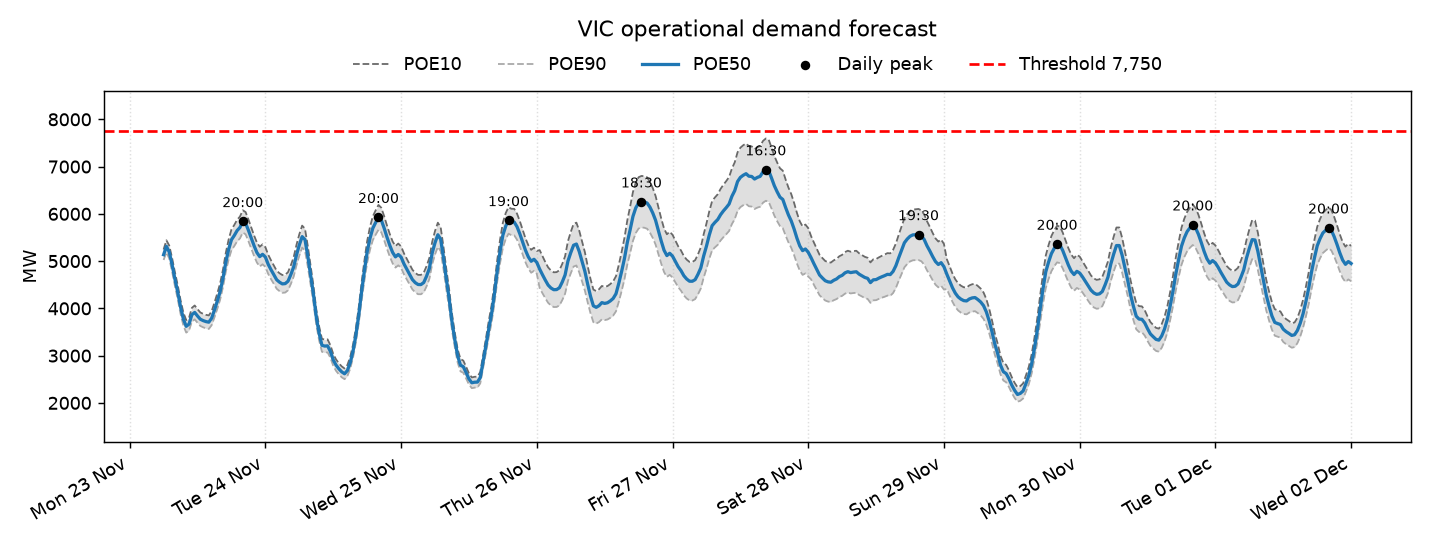 VIC operational demand forecast
POE10 POE90 POE50 Daily peak Threshold 7,750
MW
8000
7000
6000
5000
4000
3000
2000
20:00
20:00
19:00
18:30
16:30
19:30
20:00
20:00
20:00
Mon 23 Nov
Tue 24 Nov
Wed 25 Nov
Thu 26 Nov
Fri 27 Nov
Sat 28 Nov
Sun 29 Nov
Mon 30 Nov
Tue 01 Dec
Wed 02 Dec